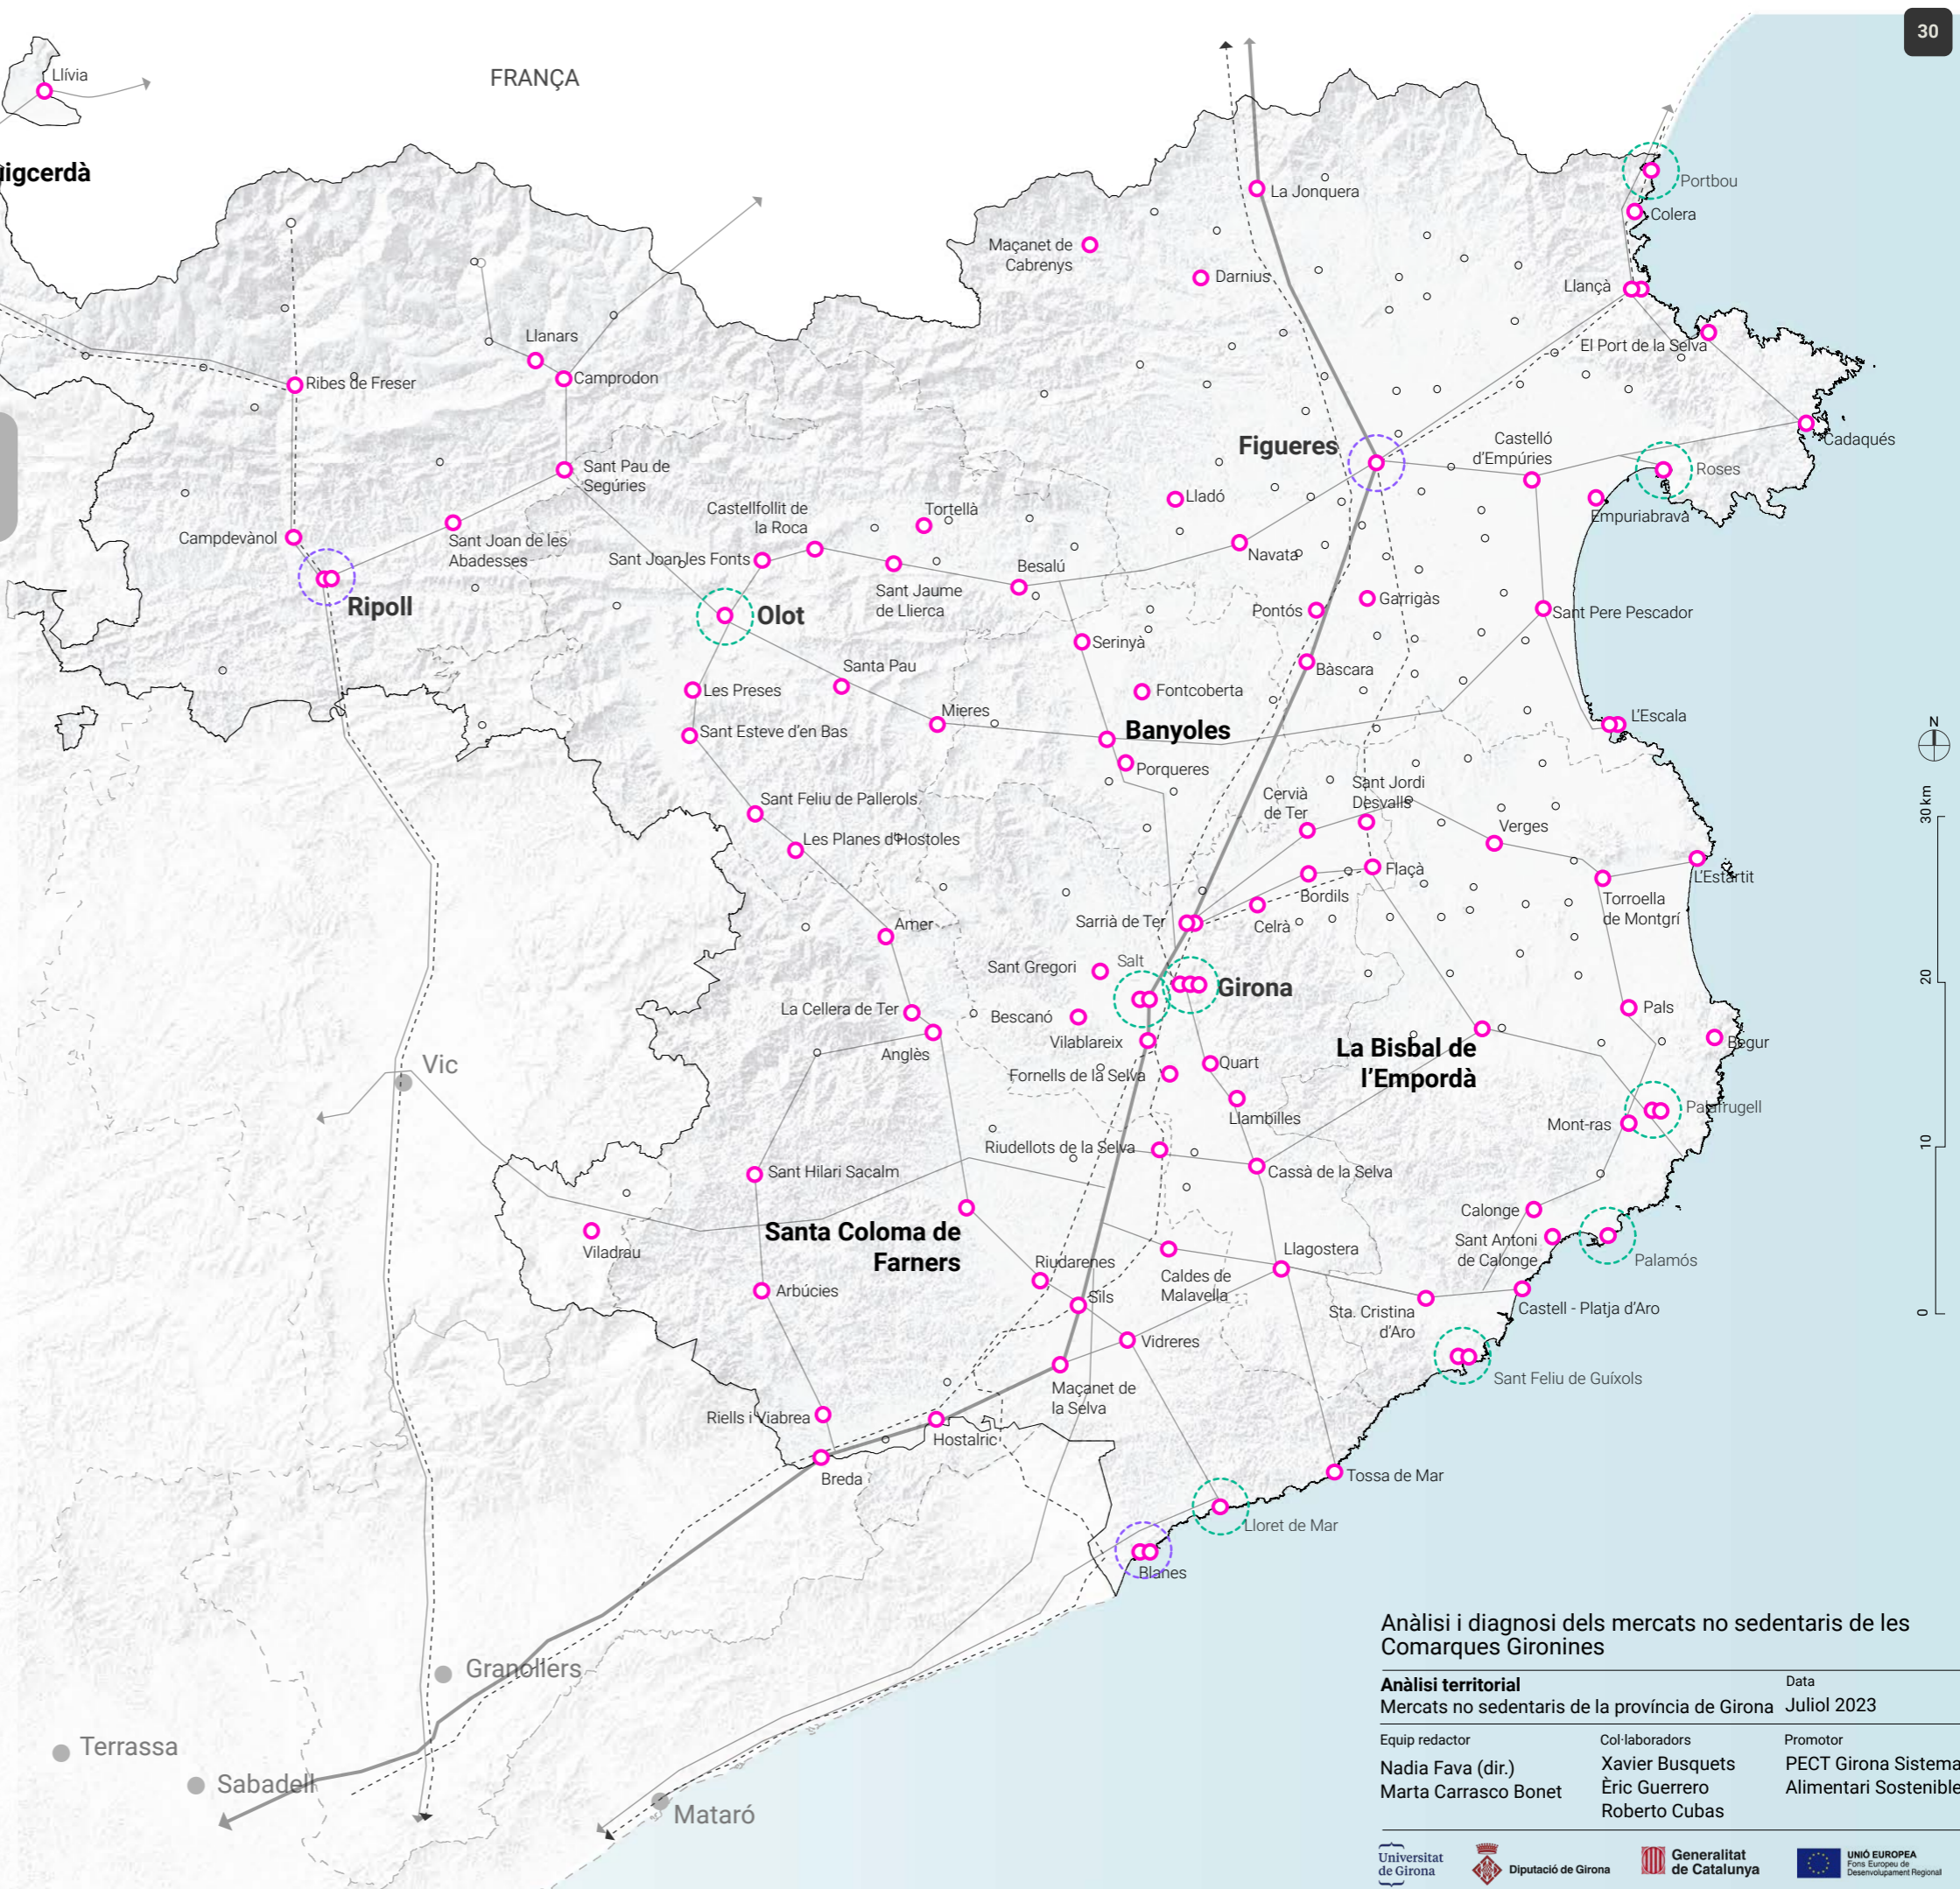 30
Llívia
FRANÇA
igcerdà
La Jonquera
Portbou
Colera
Maçanet de
Cabrenys
Darnius
Llançà
El Port de la Selva
Llanars
Camprodon
Ribes de Freser
Cadaqués
Figueres
Castelló
d'Empúries
Roses
Sant Pau de
Segúries
Lladó
Empuriabrava
Castellfollit de
la Roca
Tortellà
Campdevànol
Sant Joan de les
Abadesses
Sant Joan les Fonts
Navata
Besalú
Sant Jaume
de Llierca
Ripoll
Olot
Pontós
Garrigàs
Sant Pere Pescador
Serinyà
Santa Pau
Bàscara
Les Preses
Fontcoberta
Mieres
L'Escala
Sant Esteve d'en Bas
Banyoles
N
Porqueres
Sant Feliu de Pallerols
Cervià
de Ter
Sant Jordi
Desvalls
Verges
30 km
Les Planes d'Hostoles
Flaçà
L'Estartit
Bordils
Torroella
de Montgrí
Amer
Sarrià de Ter
Celrà
Sant Gregori
Salt
Girona
20
La Cellera de Ter
Bescanó
Pals
Vilablareix
Begur
Anglès
La Bisbal de
l'Empordà
Vic
Quart
Fornells de la Selva
Llambilles
Palafrugell
Mont-ras
10
Riudellots de la Selva
Cassà de la Selva
Sant Hilari Sacalm
Calonge
Santa Coloma de
Farners
Viladrau
Sant Antoni
de Calonge
Palamós
Llagostera
Riudarenes
Caldes de
Malavella
Arbúcies
Sils
Sta. Cristina
d'Aro
Castell - Platja d'Aro
0
Vidreres
Sant Feliu de Guíxols
Maçanet de
la Selva
Riells i Viabrea
Hostalric
Breda
Tossa de Mar
Lloret de Mar
Blanes
Granollers
Terrassa
Sabadell
Mataró
Anàlisi i diagnosi dels mercats no sedentaris de les
Comarques Gironines
Anàlisi territorial
Mercats no sedentaris de la província de Girona
Data
Juliol 2023
Equip redactor
Nadia Fava (dir.)
Marta Carrasco Bonet
Col·laboradors
Xavier Busquets
Èric Guerrero
Roberto Cubas
Promotor
PECT Girona Sistema
Alimentari Sostenible
Universitat
de Girona
Diputació de Girona
Generalitat
de Catalunya
UNIÓ EUROPEA
Fons Europeu de
Desenvolupament Regional